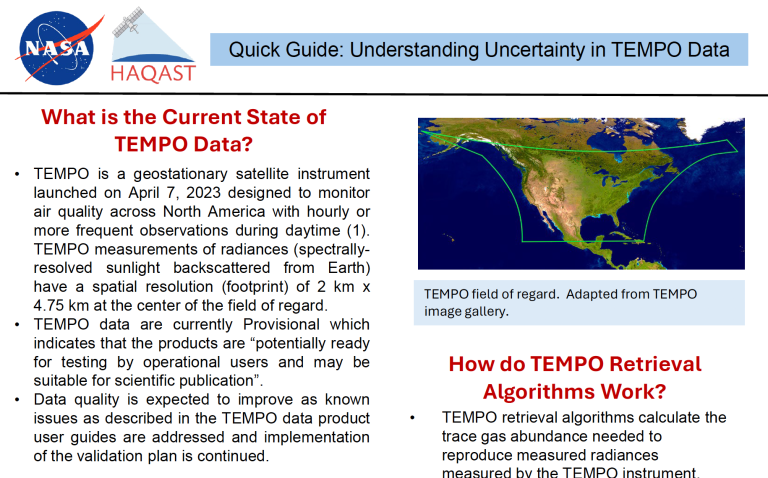 NASA
HAQAST
Quick Guide: Understanding Uncertainty in TEMPO Data
What is the Current State of
TEMPO Data?
• TEMPO is a geostationary satellite instrument
launched on April 7, 2023 designed to monitor
air quality across North America with hourly or
more frequent observations during daytime (1).
TEMPO measurements of radiances (spectrally-
resolved sunlight backscattered from Earth)
have a spatial resolution (footprint) of 2 km x
4.75 km at the center of the field of regard.
• TEMPO data are currently Provisional which
indicates that the products are “potentially ready
for testing by operational users and may be
suitable for scientific publication”.
• Data quality is expected to improve as known
issues as described in the TEMPO data product
user guides are addressed and implementation
of the validation plan is continued.
TEMPO field of regard. Adapted from TEMPO
image gallery.
How do TEMPO Retrieval
Algorithms Work?
• TEMPO retrieval algorithms calculate the
trace gas abundance needed to
reproduce measured radiances
measured by the TEMPO instrument.